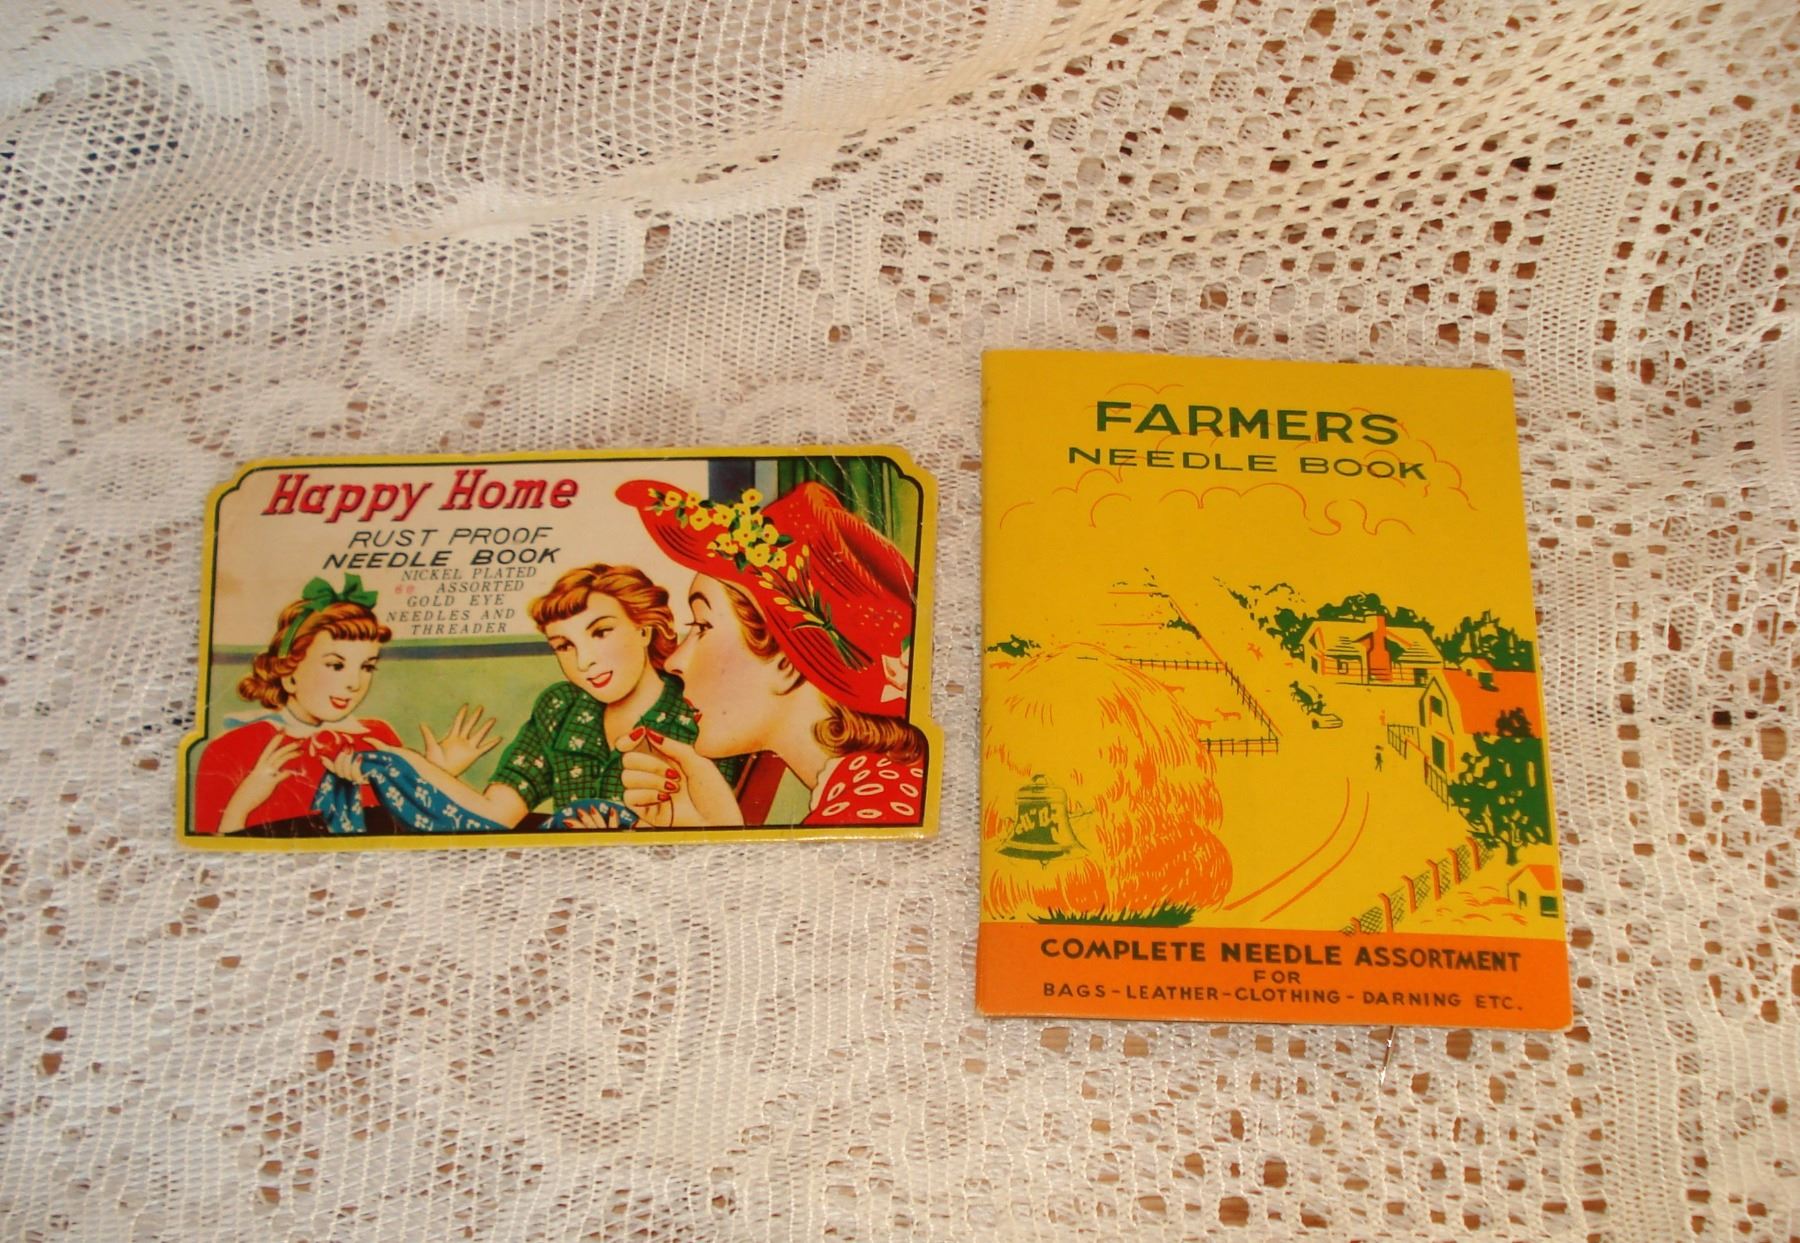 Happy Home
RUST PROOF
NEEDLE BOOK
NICKEL PLATED
60 ASSORTED
GOLD EYE
NEEDLES AND
THREADER
FARMERS
NEEDLE BOOK
COMPLETE NEEDLE ASSORTMENT
FOR
BAGS-LEATHER-CLOTHING-DARNING ETC.